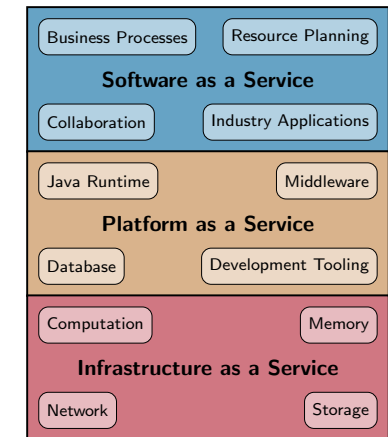 Business Processes
Resource Planning
Software as a Service
Collaboration
Industry Applications
Java Runtime
Middleware
Platform as a Service
Database
Development Tooling
Computation
Memory
Infrastructure as a Service
Network
Storage